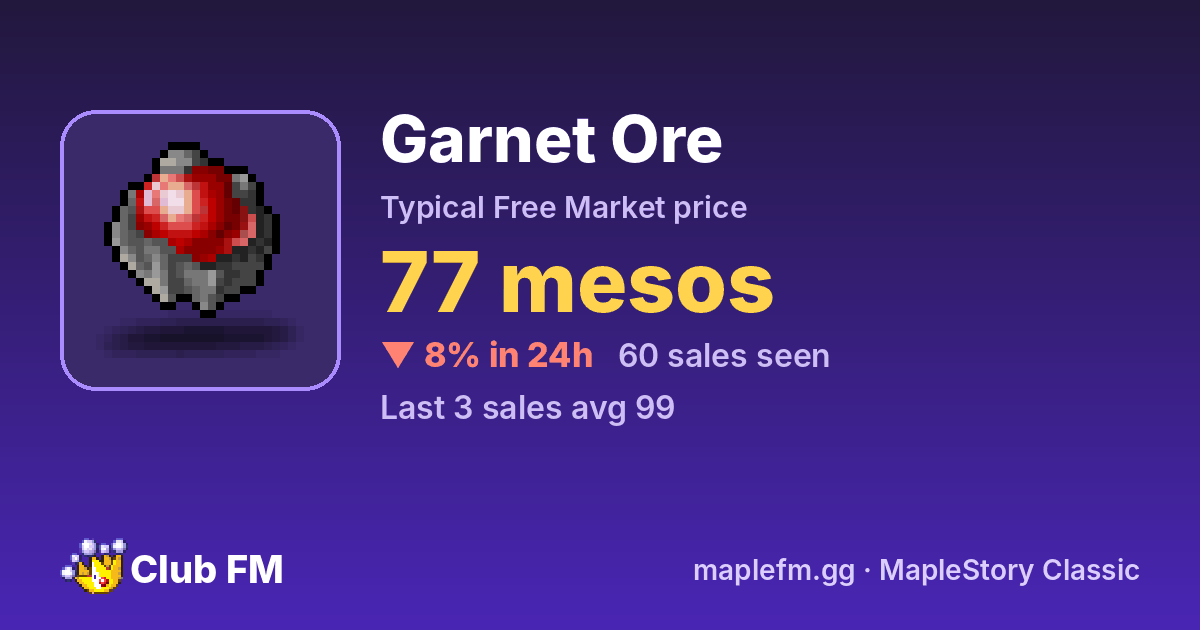 Garnet Ore
Typical Free Market price
77 mesos
▼ 8% in 24h 60 sales seen
Last 3 sales avg 99
Club FM
maplefm.gg · MapleStory Classic